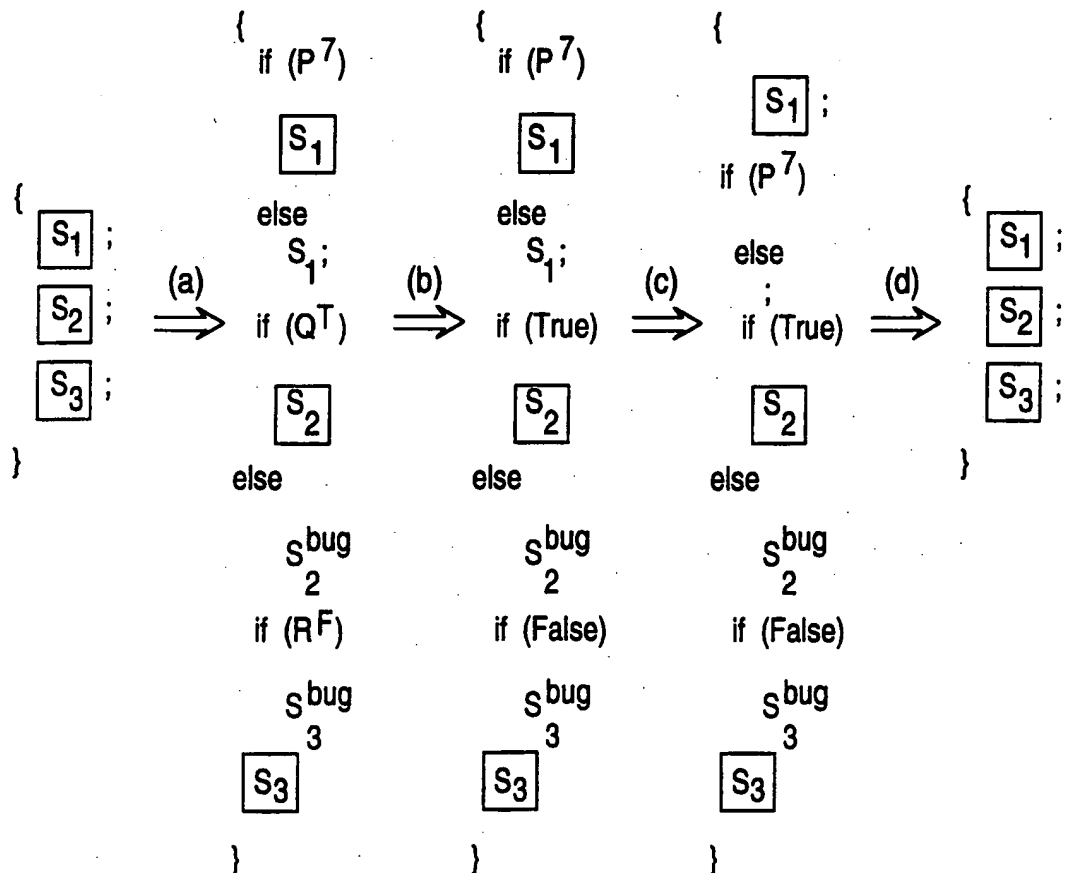 {
S1 ;
S2 ;
S3 ;
}
(a)
{
if (P^7)
S1
else
S1;
if (Q^T)
S2
else
S2^bug
if (R^F)
S3^bug
S3
}
(b)
{
if (P^7)
S1
else
S1;
if (True)
S2
else
S2^bug
if (False)
S3^bug
S3
}
(c)
{
S1 ;
if (P^7)
else
;
if (True)
S2
else
S2^bug
if (False)
S3^bug
S3
}
(d)
{
S1 ;
S2 ;
S3 ;
}